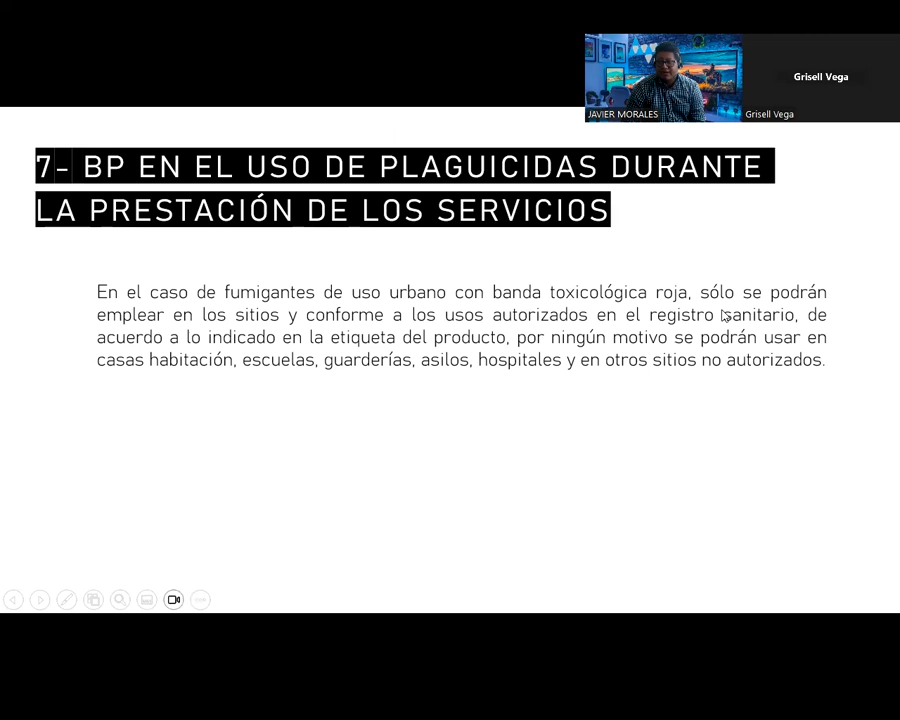 Grisell Vega
JAVIER MORALES
Grisell Vega
7- BP EN EL USO DE PLAGUICIDAS DURANTE
LA PRESTACIÓN DE LOS SERVICIOS
En el caso de fumigantes de uso urbano con banda toxicológica roja, sólo se podrán
emplear en los sitios y conforme a los usos autorizados en el registro sanitario, de
acuerdo a lo indicado en la etiqueta del producto, por ningún motivo se podrán usar en
casas habitación, escuelas, guarderías, asilos, hospitales y en otros sitios no autorizados.